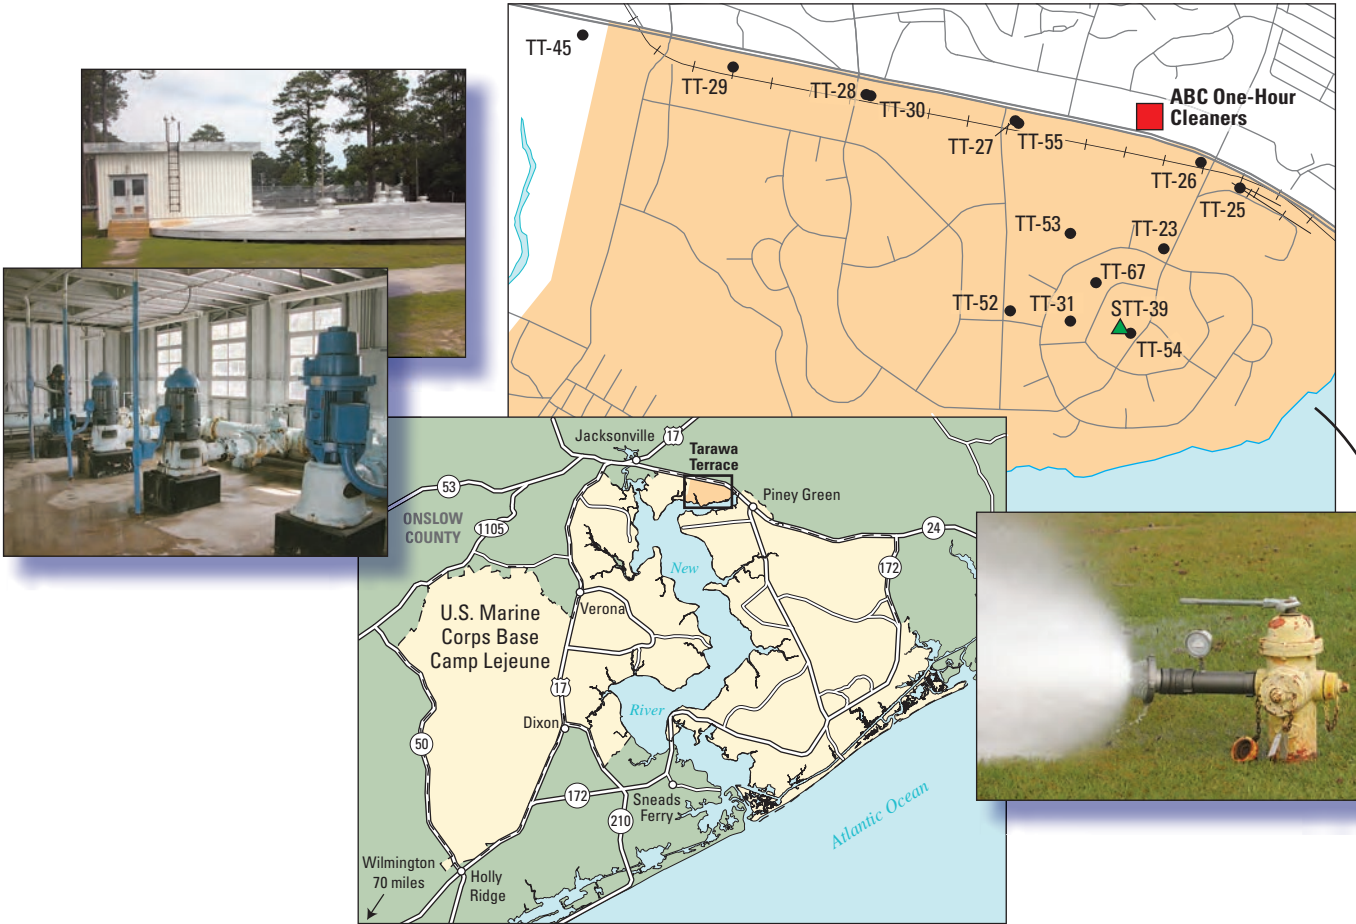 TT-45
TT-29
TT-28
TT-30
TT-27
TT-55
ABC One-Hour
Cleaners
TT-26
TT-25
TT-53
TT-23
TT-67
TT-52
TT-31
STT-39
TT-54
Jacksonville
17
Tarawa
Terrace
Piney Green
53
ONSLOW
COUNTY
1105
24
172
New
Verona
U.S. Marine
Corps Base
Camp Lejeune
17
River
Dixon
50
172
Sneads
Ferry
210
Atlantic Ocean
Wilmington
70 miles
Holly
Ridge